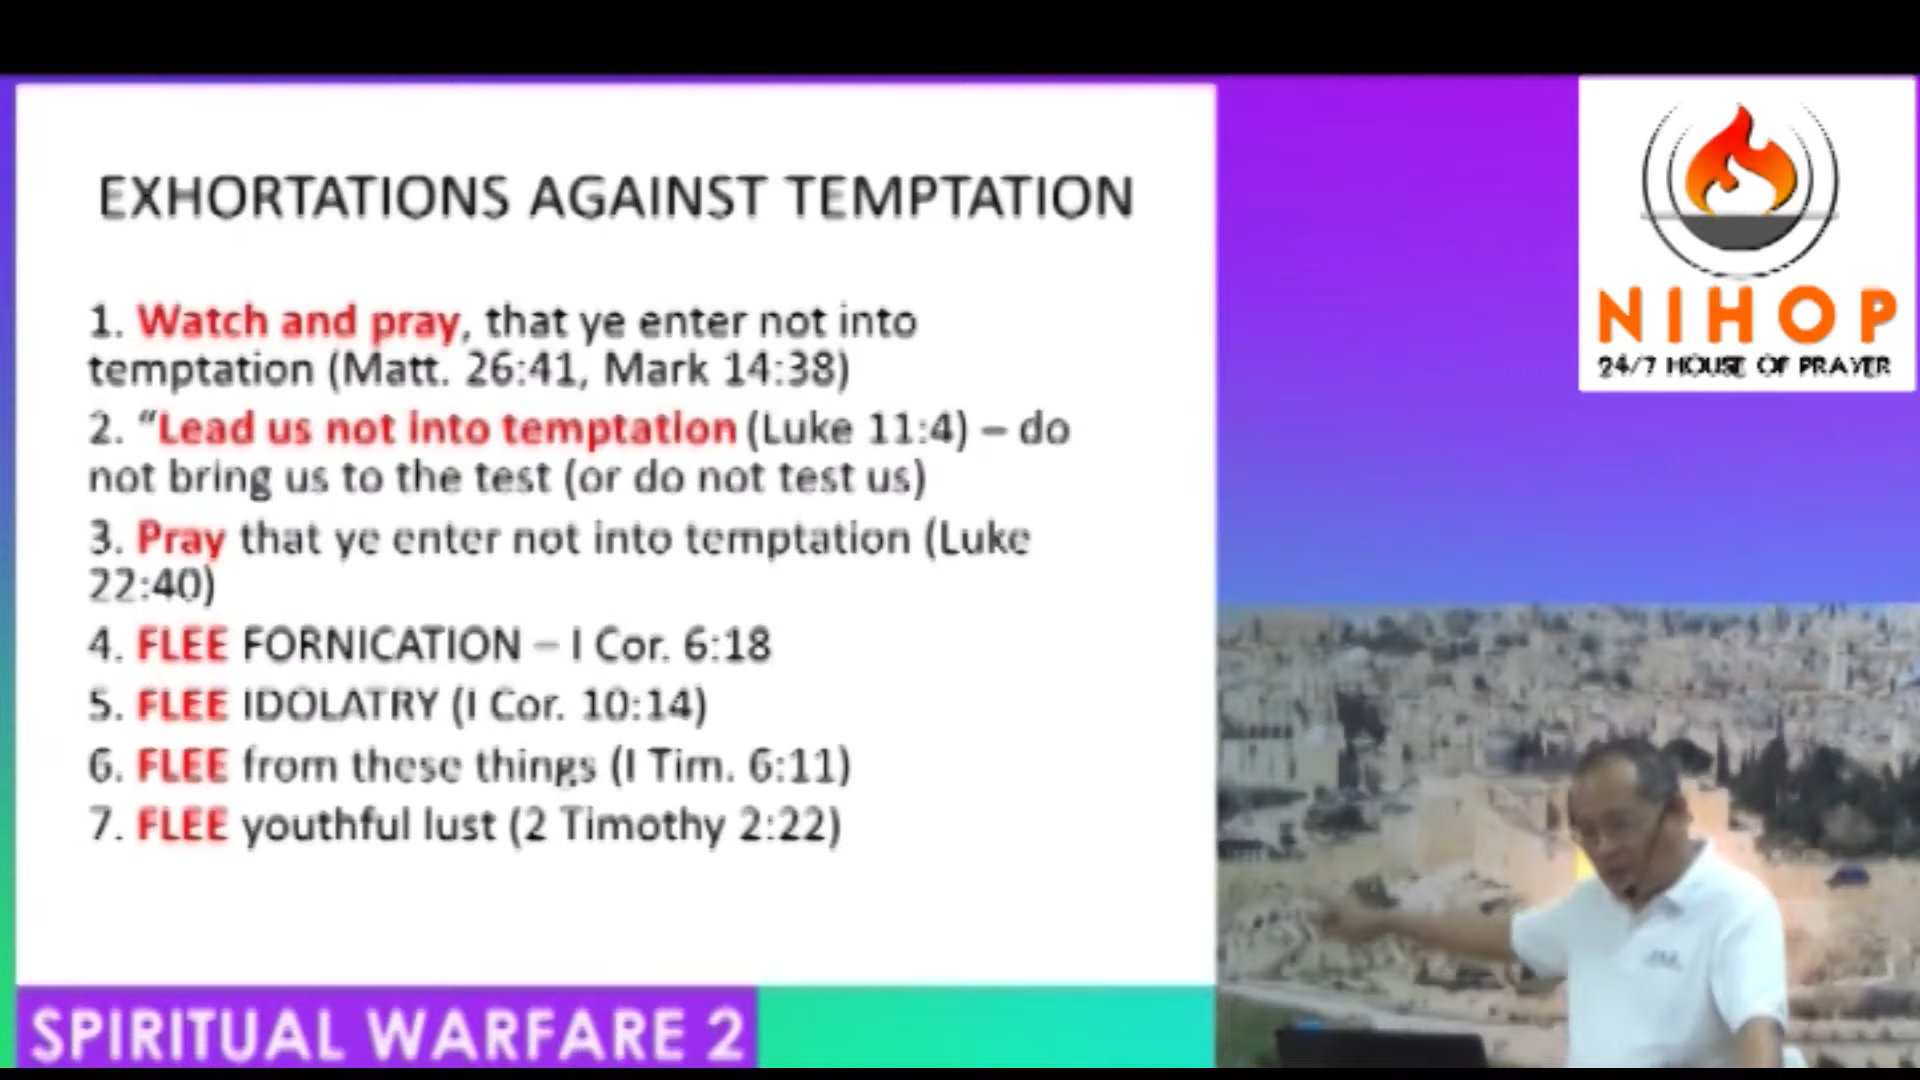 EXHORTATIONS AGAINST TEMPTATION
1. Watch and pray, that ye enter not into
temptation (Matt. 26:41, Mark 14:38)
2. “Lead us not into temptation (Luke 11:4) – do
not bring us to the test (or do not test us)
3. Pray that ye enter not into temptation (Luke
22:40)
4. FLEE FORNICATION – I Cor. 6:18
5. FLEE IDOLATRY (I Cor. 10:14)
6. FLEE from these things (I Tim. 6:11)
7. FLEE youthful lust (2 Timothy 2:22)
SPIRITUAL WARFARE 2
NIHOP
24/7 HOUSE OF PRAYER